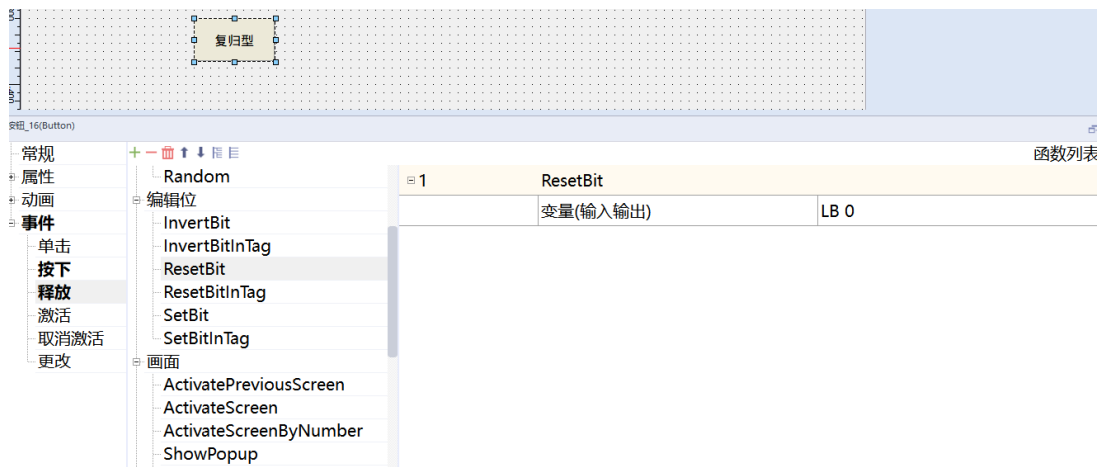 复归型
按钮_16(Button)
常规
函数列表
属性
Random
1
ResetBit
动画
编辑位
变量(输入输出)
LB 0
事件
InvertBit
单击
InvertBitInTag
按下
ResetBit
释放
ResetBitInTag
激活
SetBit
取消激活
SetBitInTag
更改
画面
ActivatePreviousScreen
ActivateScreen
ActivateScreenByNumber
ShowPopup